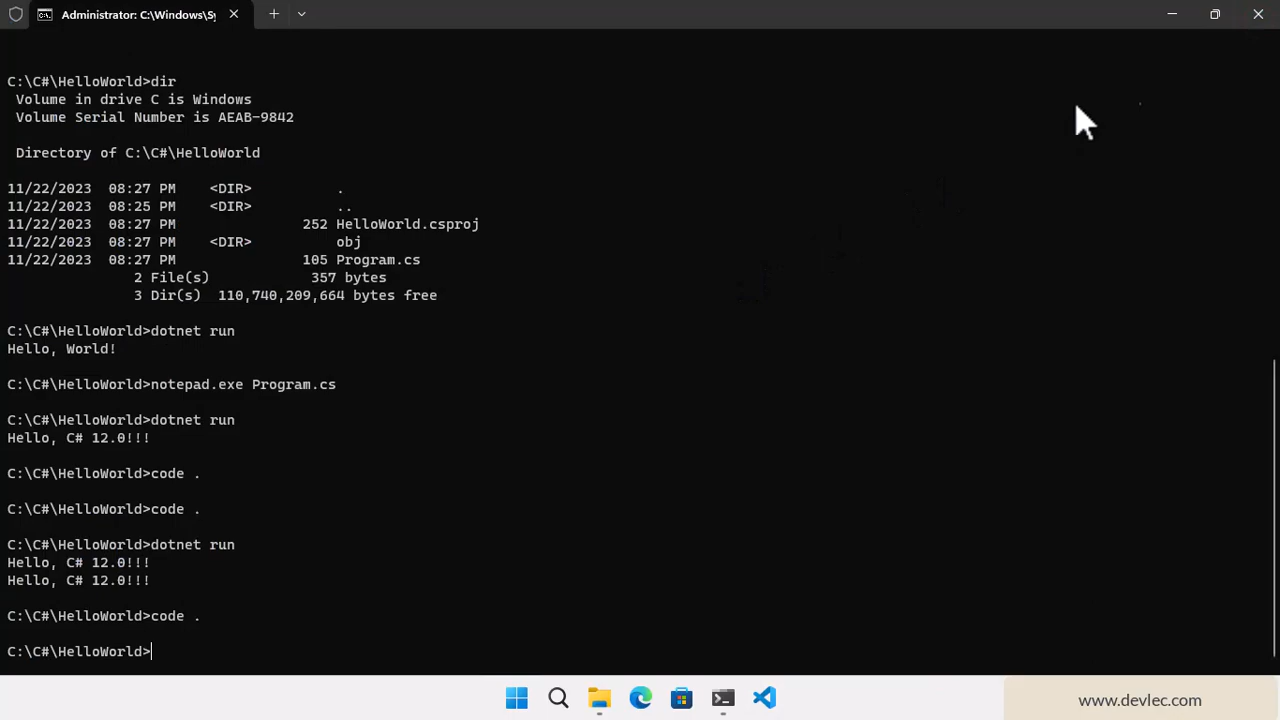 Administrator: C:\Windows\Sy
C:\C#\HelloWorld>dir
Volume in drive C is Windows
Volume Serial Number is AEAB-9842
Directory of C:\C#\HelloWorld
11/22/2023  08:27 PM    <DIR>          .
11/22/2023  08:25 PM    <DIR>          ..
11/22/2023  08:27 PM               252 HelloWorld.csproj
11/22/2023  08:27 PM    <DIR>          obj
11/22/2023  08:27 PM               105 Program.cs
2 File(s)            357 bytes
3 Dir(s)  110,740,209,664 bytes free
C:\C#\HelloWorld>dotnet run
Hello, World!
C:\C#\HelloWorld>notepad.exe Program.cs
C:\C#\HelloWorld>dotnet run
Hello, C# 12.0!!!
C:\C#\HelloWorld>code .
C:\C#\HelloWorld>code .
C:\C#\HelloWorld>dotnet run
Hello, C# 12.0!!!
Hello, C# 12.0!!!
C:\C#\HelloWorld>code .
C:\C#\HelloWorld>
www.devlec.com